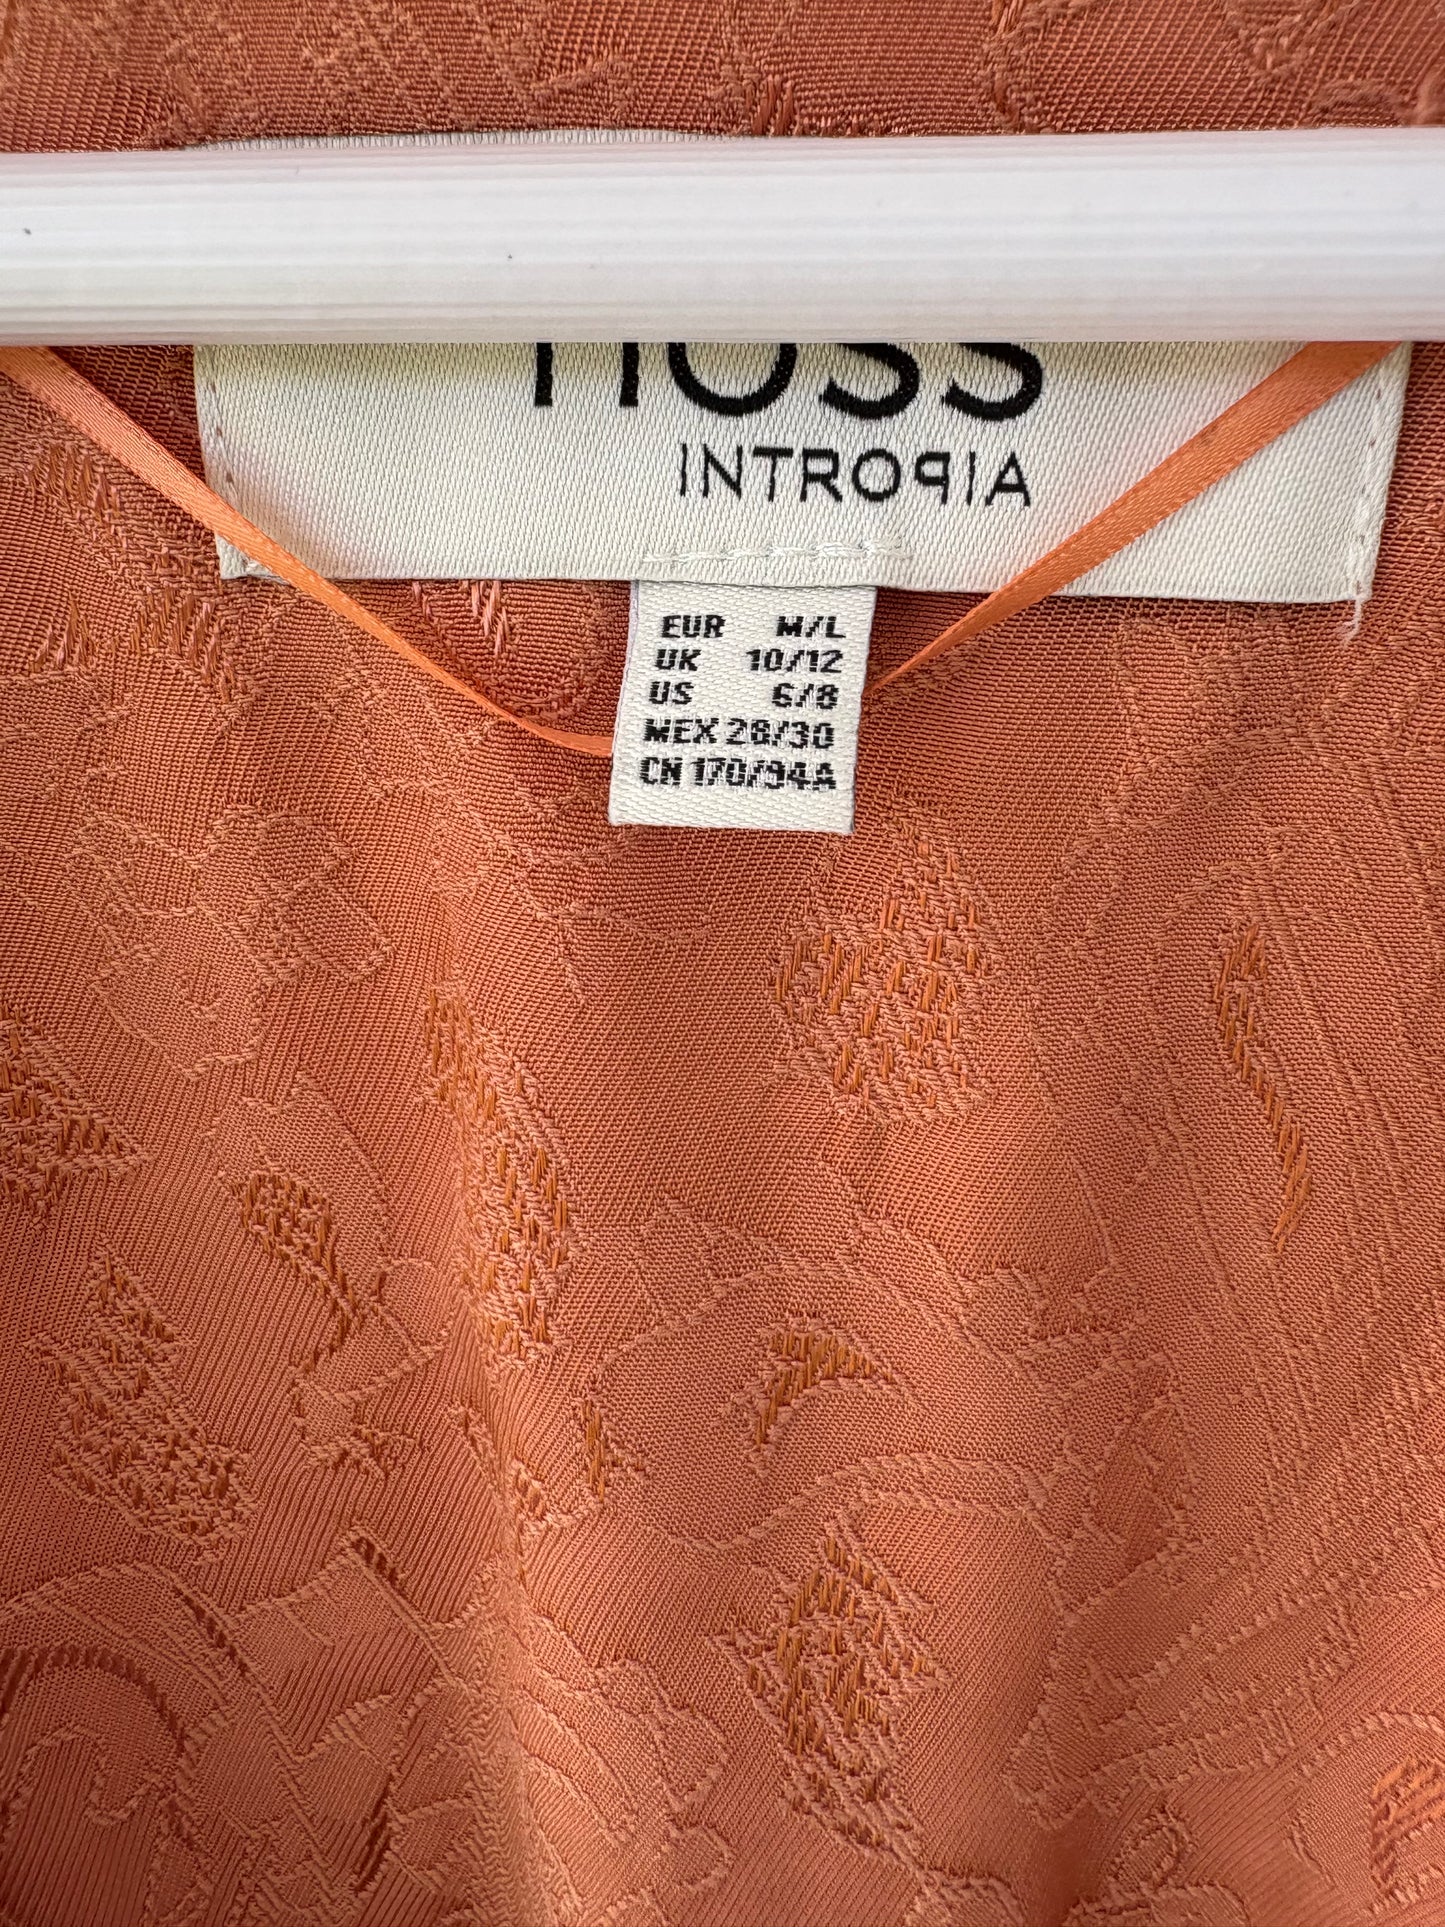 HOSS
INTROPIA
EUR M/L
UK 10/12
US 6/8
MEX 28/30
CN 170/94A